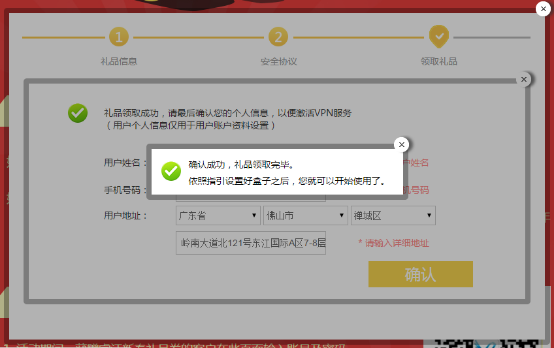 1 2
礼品信息 安全协议 领取礼品
礼品领取成功，请最后确认您的个人信息，以便激活VPN服务
（用户个人信息仅用于用户账户资料设置）
确认成功，礼品领取完毕。
依照指引设置好盒子之后，您就可以开始使用了。
用户姓名： 户姓名
手机号码： 机号码
用户地址： 广东省 佛山市 禅城区
岭南大道北121号东江国际A区7-8层 * 请输入详细地址
确认